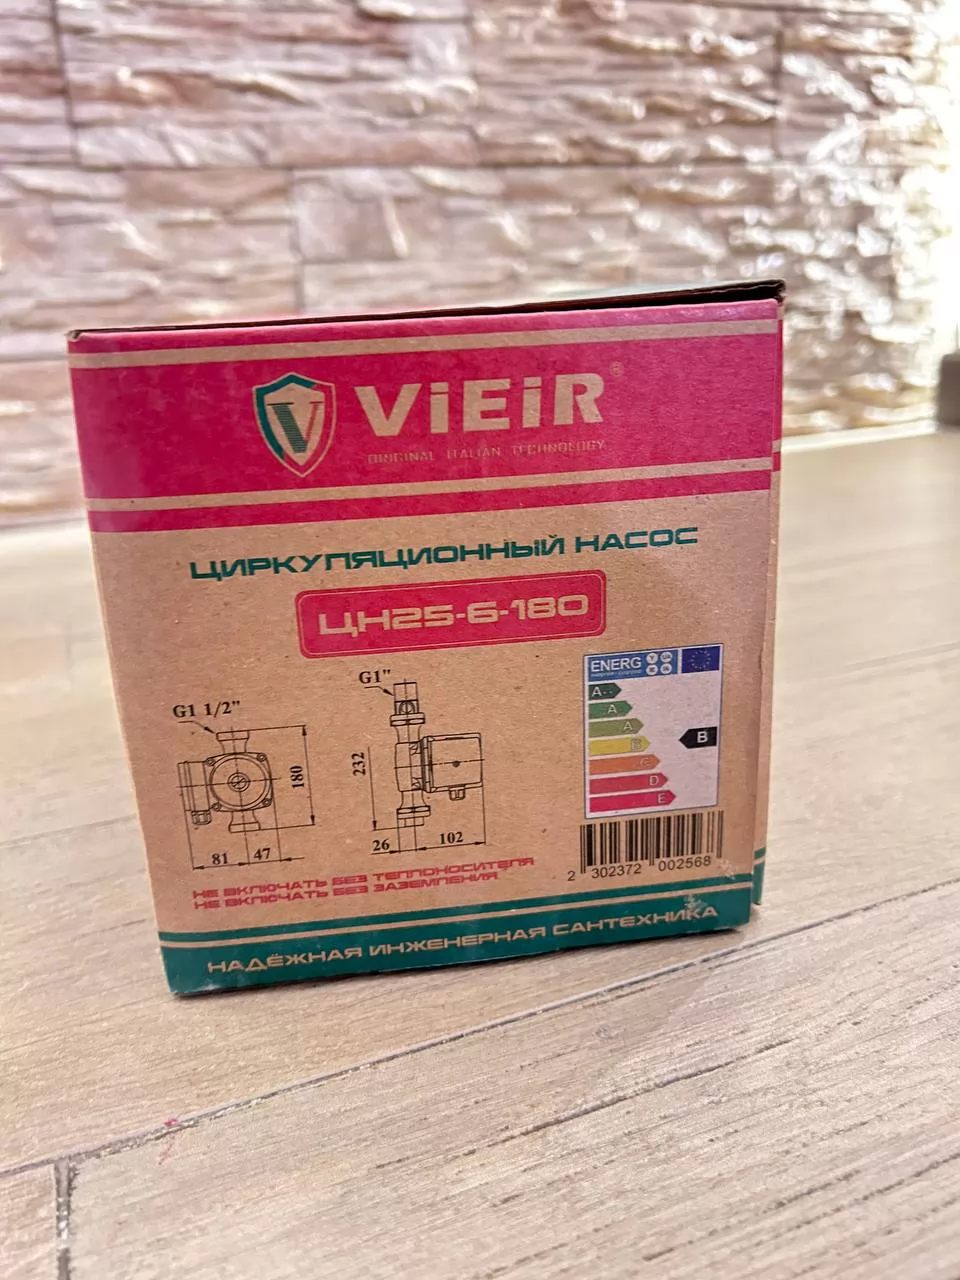 ViEiR®
ORIGINAL ITALIAN TECHNOLOGY
ЦИРКУЛЯЦИОННЫЙ НАСОС
ЦН25-6-180
G1 1/2"
180
81
47
G1"
232
26
102
ENERG
A
A
B
C
D
E
B
2 302372 002568
НЕ ВКЛЮЧАТЬ БЕЗ ТЕПЛОНОСИТЕЛЯ
НЕ ВКЛЮЧАТЬ БЕЗ ЗАЗЕМЛЕНИЯ
НАДЁЖНАЯ ИНЖЕНЕРНАЯ САНТЕХНИКА